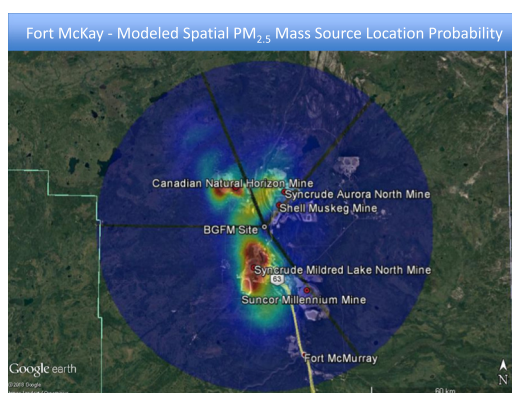 Fort McKay - Modeled Spatial PM2.5 Mass Source Location Probability
Canadian Natural Horizon Mine
Syncrude Aurora North Mine
Shell Muskeg Mine
BGFM Site
Syncrude Mildred Lake North Mine
63
Suncor Millennium Mine
Fort McMurray
Google earth
N
60 km